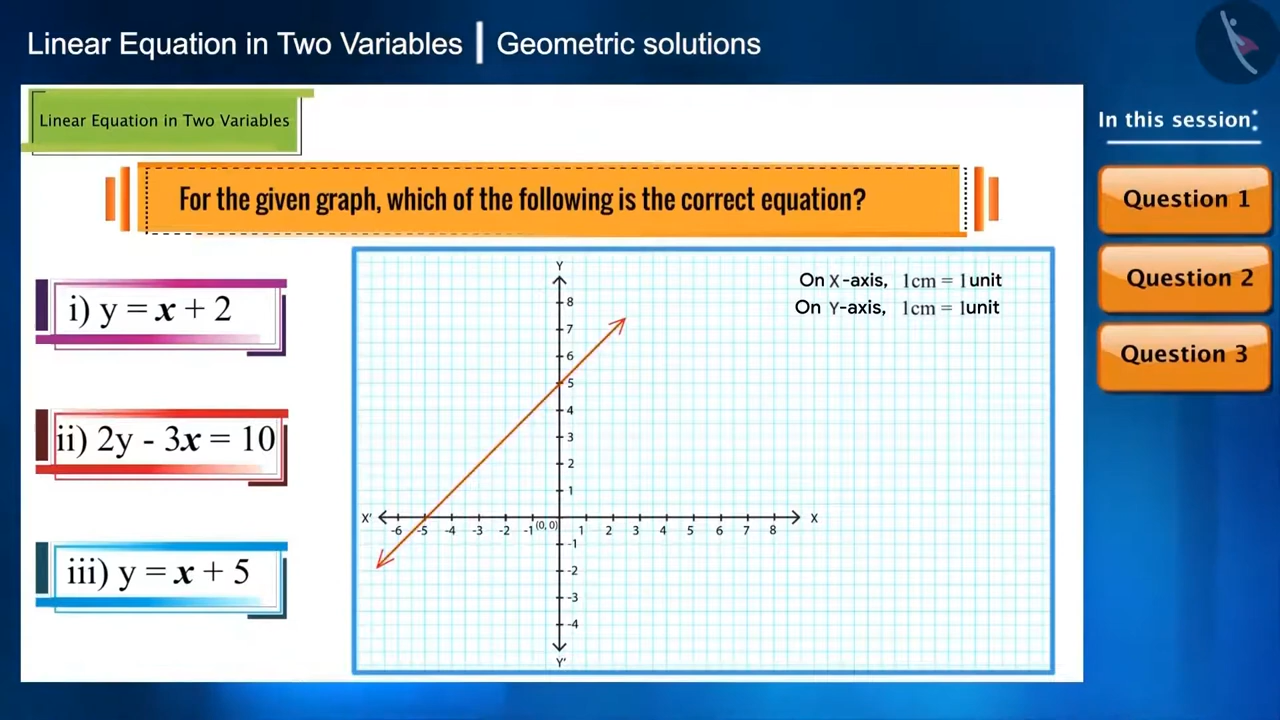 Linear Equation in Two Variables | Geometric solutions
Linear Equation in Two Variables
In this session:
For the given graph, which of the following is the correct equation?
Question 1
Question 2
Question 3
i) y = x + 2
ii) 2y - 3x = 10
iii) y = x + 5
On X-axis, 1cm = 1unit
On Y-axis, 1cm = 1unit
Y
8
7
6
5
4
3
2
1
X' -6 -5 -4 -3 -2 -1 (0, 0) 1 2 3 4 5 6 7 8 X
-1
-2
-3
-4
Y'